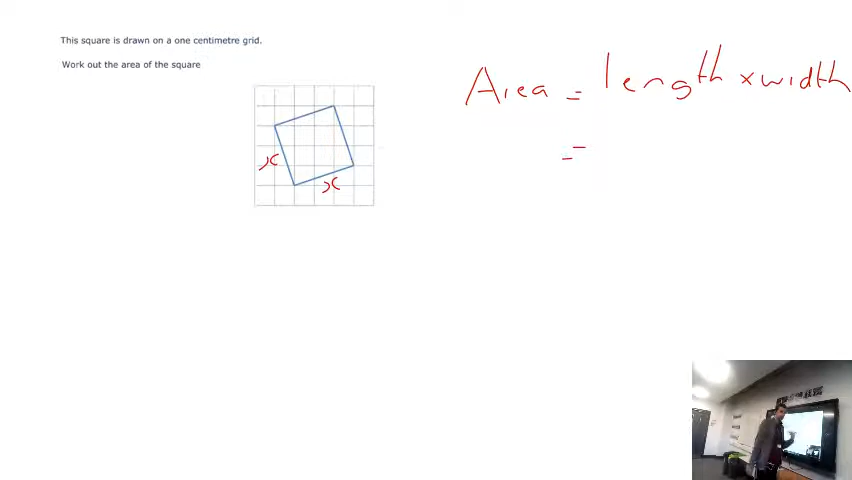 This square is drawn on a one centimetre grid.
Work out the area of the square
Area = length × width
=
x
x